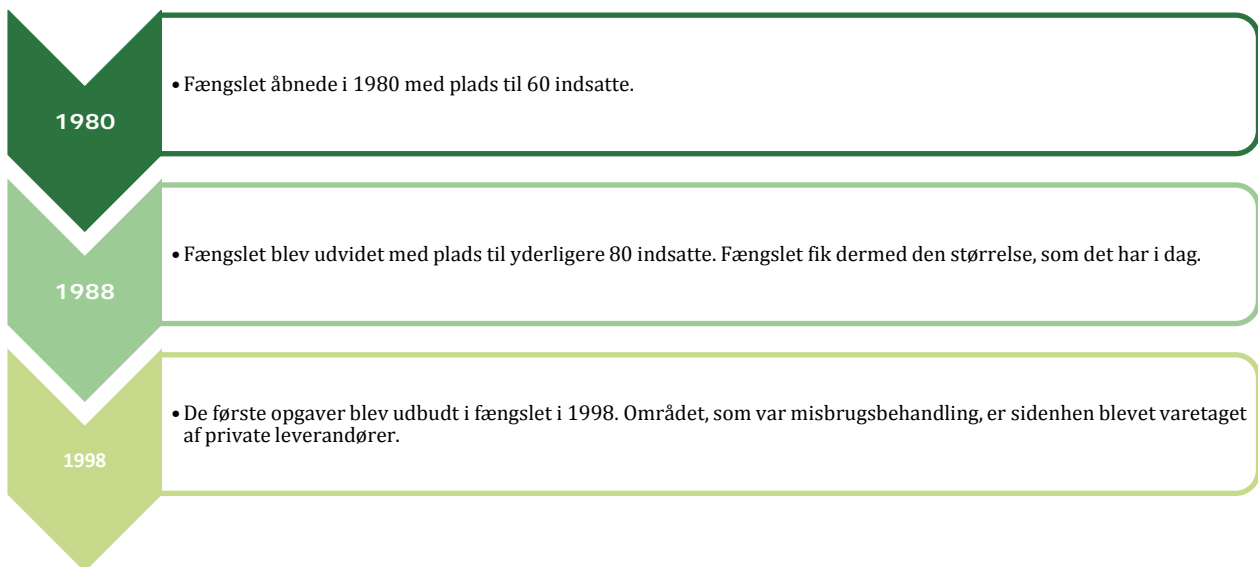 1980
• Fængslet åbnede i 1980 med plads til 60 indsatte.
1988
• Fængslet blev udvidet med plads til yderligere 80 indsatte. Fængslet fik dermed den størrelse, som det har i dag.
1998
• De første opgaver blev udbudt i fængslet i 1998. Området, som var misbrugsbehandling, er sidenhen blevet varetaget
af private leverandører.